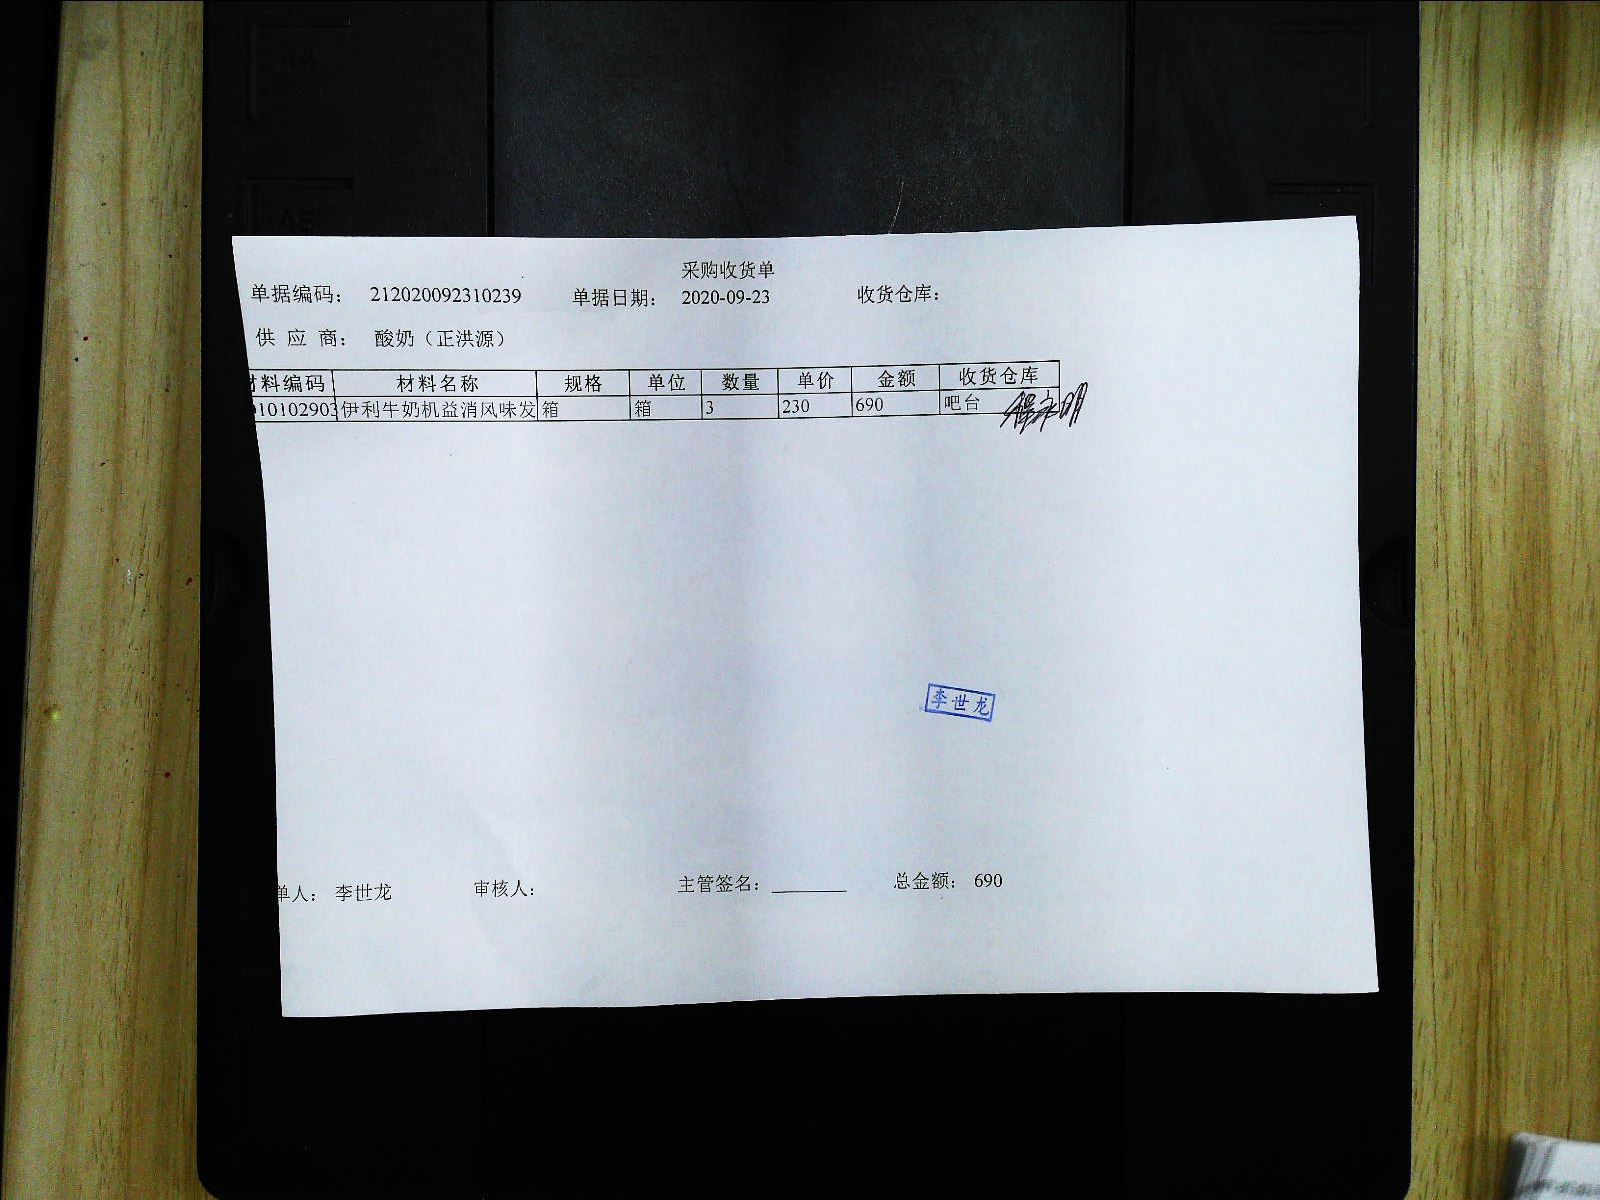 采购收货单
单据编码： 212020092310239 单据日期： 2020-09-23 收货仓库：
供 应 商： 酸奶（正洪源）
料编码 材料名称 规格 单位 数量 单价 金额 收货仓库
10102903 伊利牛奶机益消风味发 箱 箱 3 230 690 吧台
李世龙
单人： 李世龙 审核人： 主管签名： 总金额： 690